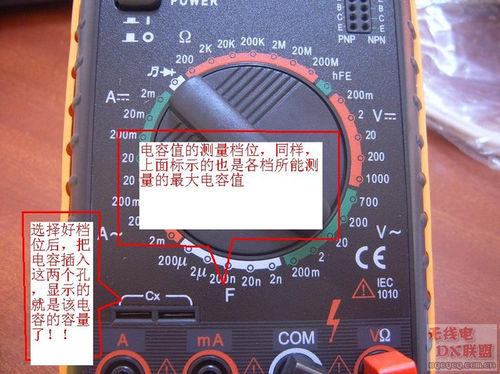 POWER
E
B
C
E
PNP NPN
Ω
200
2K
20K
200K
2M
20M
200M
hFE
2m
A
20m
200m
V
2
20
200
1000
700
200
20
2
200m
V~
A~
2m
200μ
2μ
200n
20n
2n
F
电容值的测量档位，同样，
上面标示的也是各档所能测
量的最大电容值
选择好档
位后，把
电容插入
这两个孔
，显示的
就是该电
容的容量
了！！
Cx
CE
IEC
1010
A
mA
COM
VΩ
无线电
DX联盟